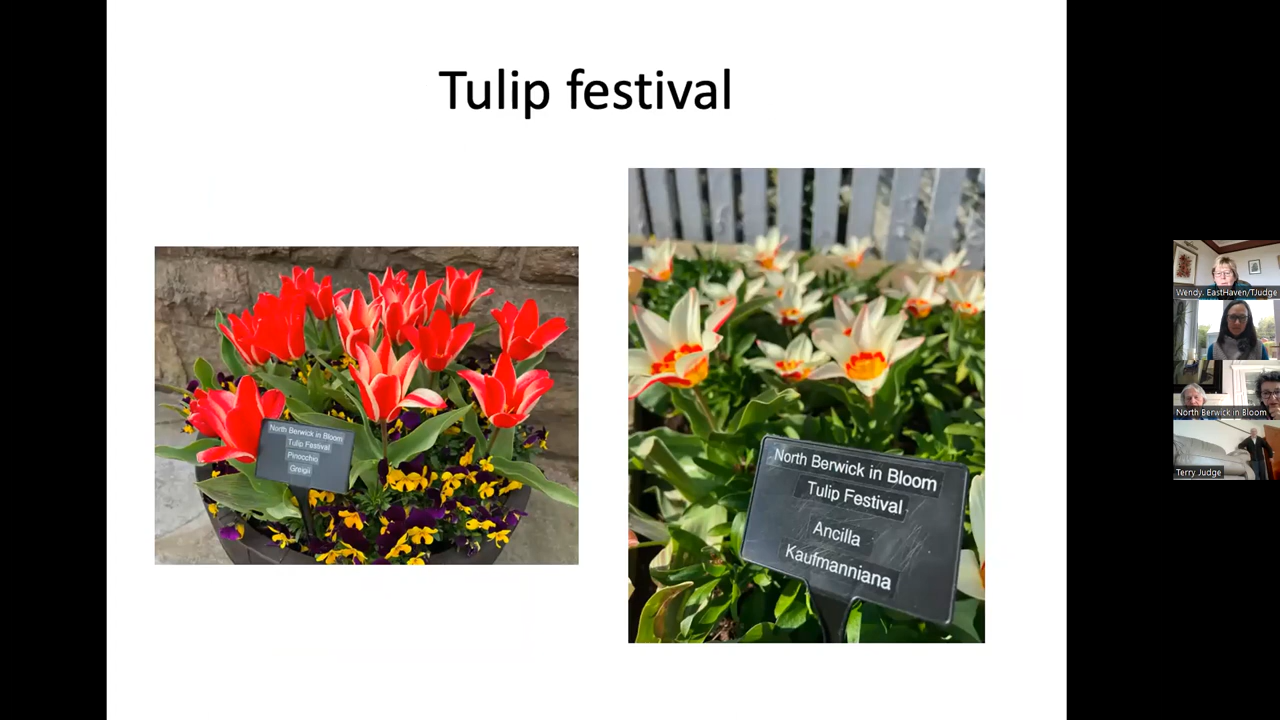 Tulip festival
North Berwick in Bloom
Tulip Festival
Pinocchio
Greigii
North Berwick in Bloom
Tulip Festival
Ancilla
Kaufmanniana
Wendy. EastHaven/TJudge
North Berwick in Bloom
Terry Judge